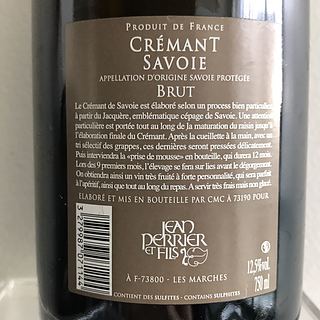 PRODUIT DE FRANCE
CRÉMANT
SAVOIE
APPELLATION D'ORIGINE SAVOIE PROTÉGÉE
BRUT
Le Crémant de Savoie est élaboré selon un process bien particulier,
à partir du Jacquère, emblématique cépage de Savoie. Une attention
particulière est portée tout au long de la maturation du raisin jusqu'à
l'élaboration finale du Crémant. Après la cueillette à la main, avec un
tri sélectif des grappes, ces dernières seront pressées délicatement.
Puis interviendra la «prise de mousse» en bouteille, qui durera 12 mois.
Lors des 9 premiers mois, l'élevage se fera sur lies avant le dégorgement.
On obtiendra ainsi un vin très fruité à forte personnalité, qui sera parfait
à l'apéritif, ainsi que tout au long du repas. A servir très frais mais non glacé.
ELABORÉ ET MIS EN BOUTEILLE PAR CMC À 73190 POUR
3279987071144
JEAN
PERRIER
ET FILS
12,5%vol.
750 ml
À F-73800 - LES MARCHES
CONTIENT DES SULFITES - CONTAINS SULPHITES